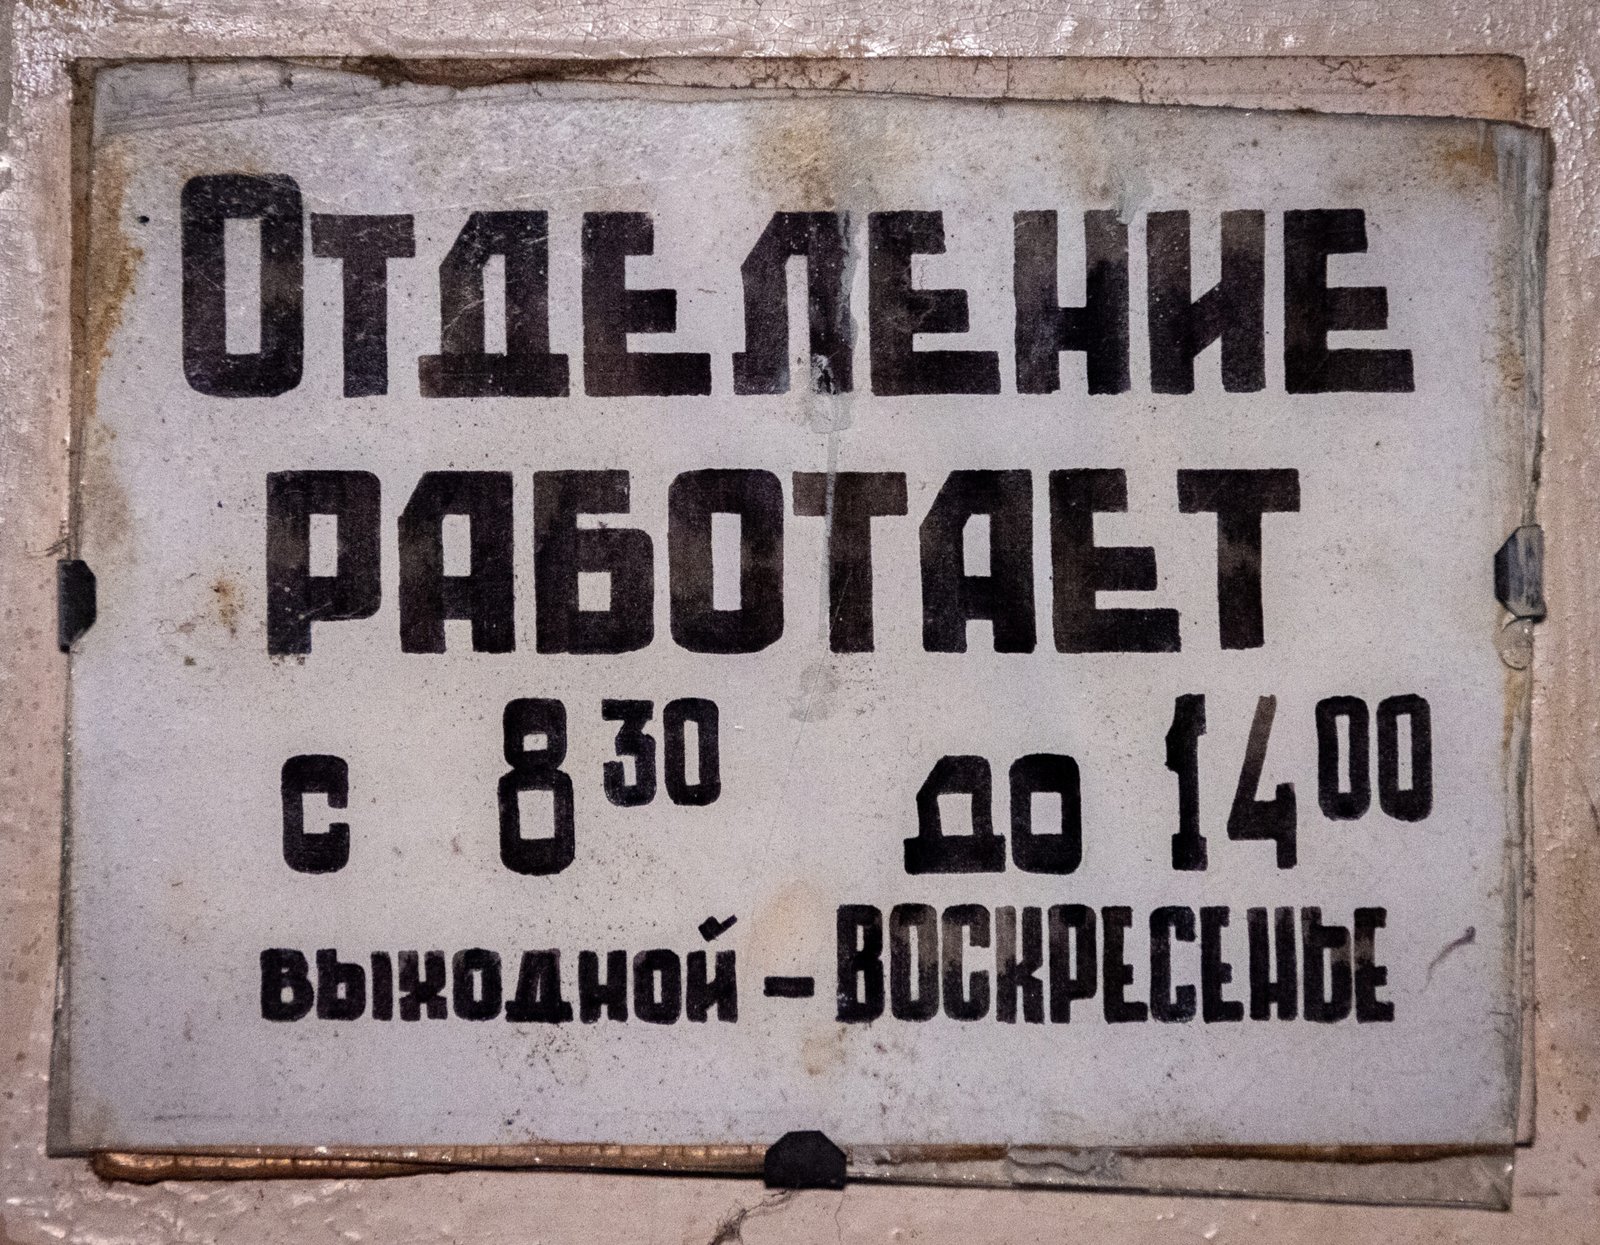 ОТДЕЛЕНИЕ
РАБОТАЕТ
с 8³⁰ до 14⁰⁰
выходной – ВОСКРЕСЕНЬЕ